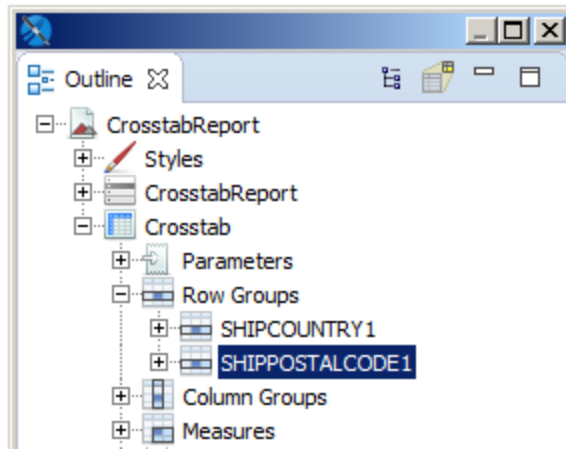 Outline
CrosstabReport
Styles
CrosstabReport
Crosstab
Parameters
Row Groups
SHIPCOUNTRY1
SHIPPOSTALCODE1
Column Groups
Measures